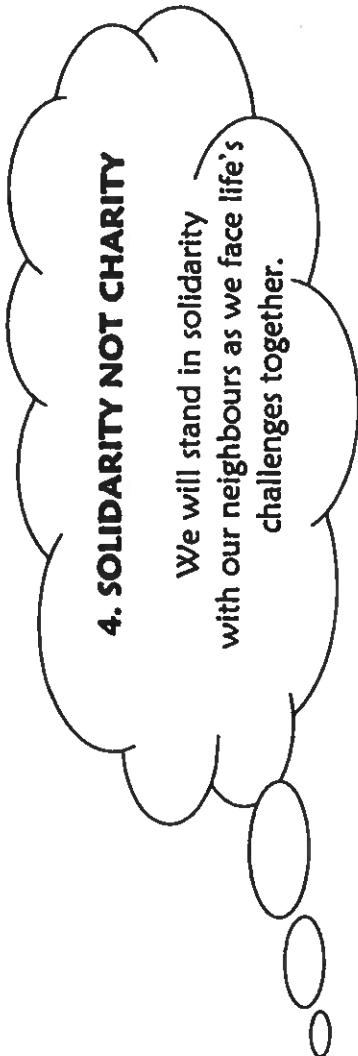 4. SOLIDARITY NOT CHARITY
We will stand in solidarity
with our neighbours as we face life's
challenges together.